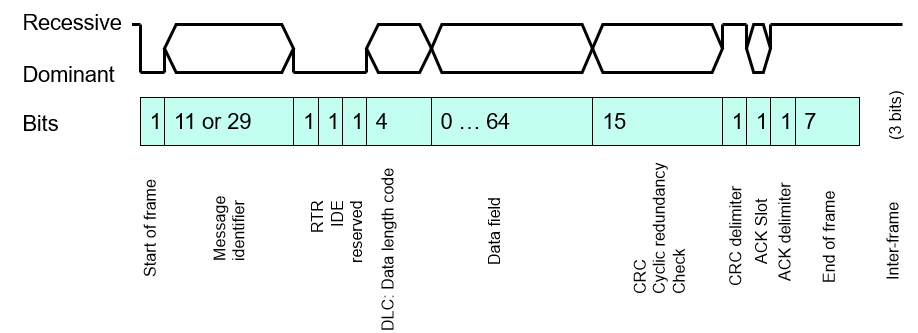 Recessive
Dominant
Bits
1 11 or 29 1 1 1 4 0 … 64 15 1 1 1 7
(3 bits)
Start of frame
Message
identifier
RTR
IDE
reserved
DLC: Data length code
Data field
CRC
Cyclic redundancy
Check
CRC delimiter
ACK Slot
ACK delimiter
End of frame
Inter-frame